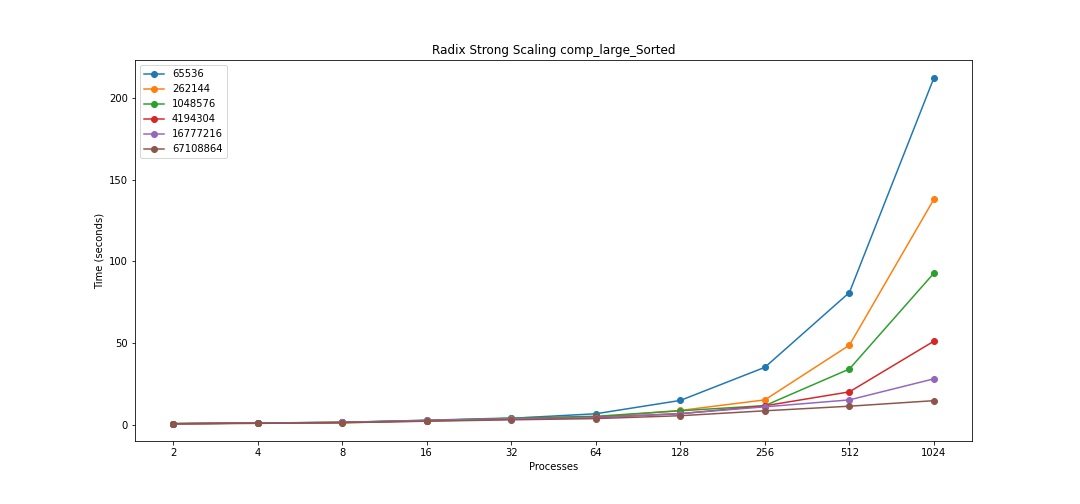 Radix Strong Scaling comp_large_Sorted
65536
262144
1048576
4194304
16777216
67108864
Time (seconds)
200
150
100
50
0
2 4 8 16 32 64 128 256 512 1024
Processes